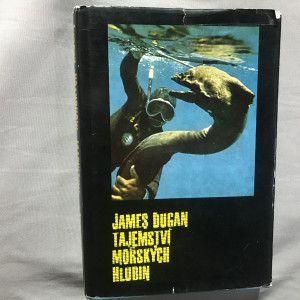 JAMES DUGAN
TAJEMSTVÍ
MOŘSKÝCH
HLUBIN